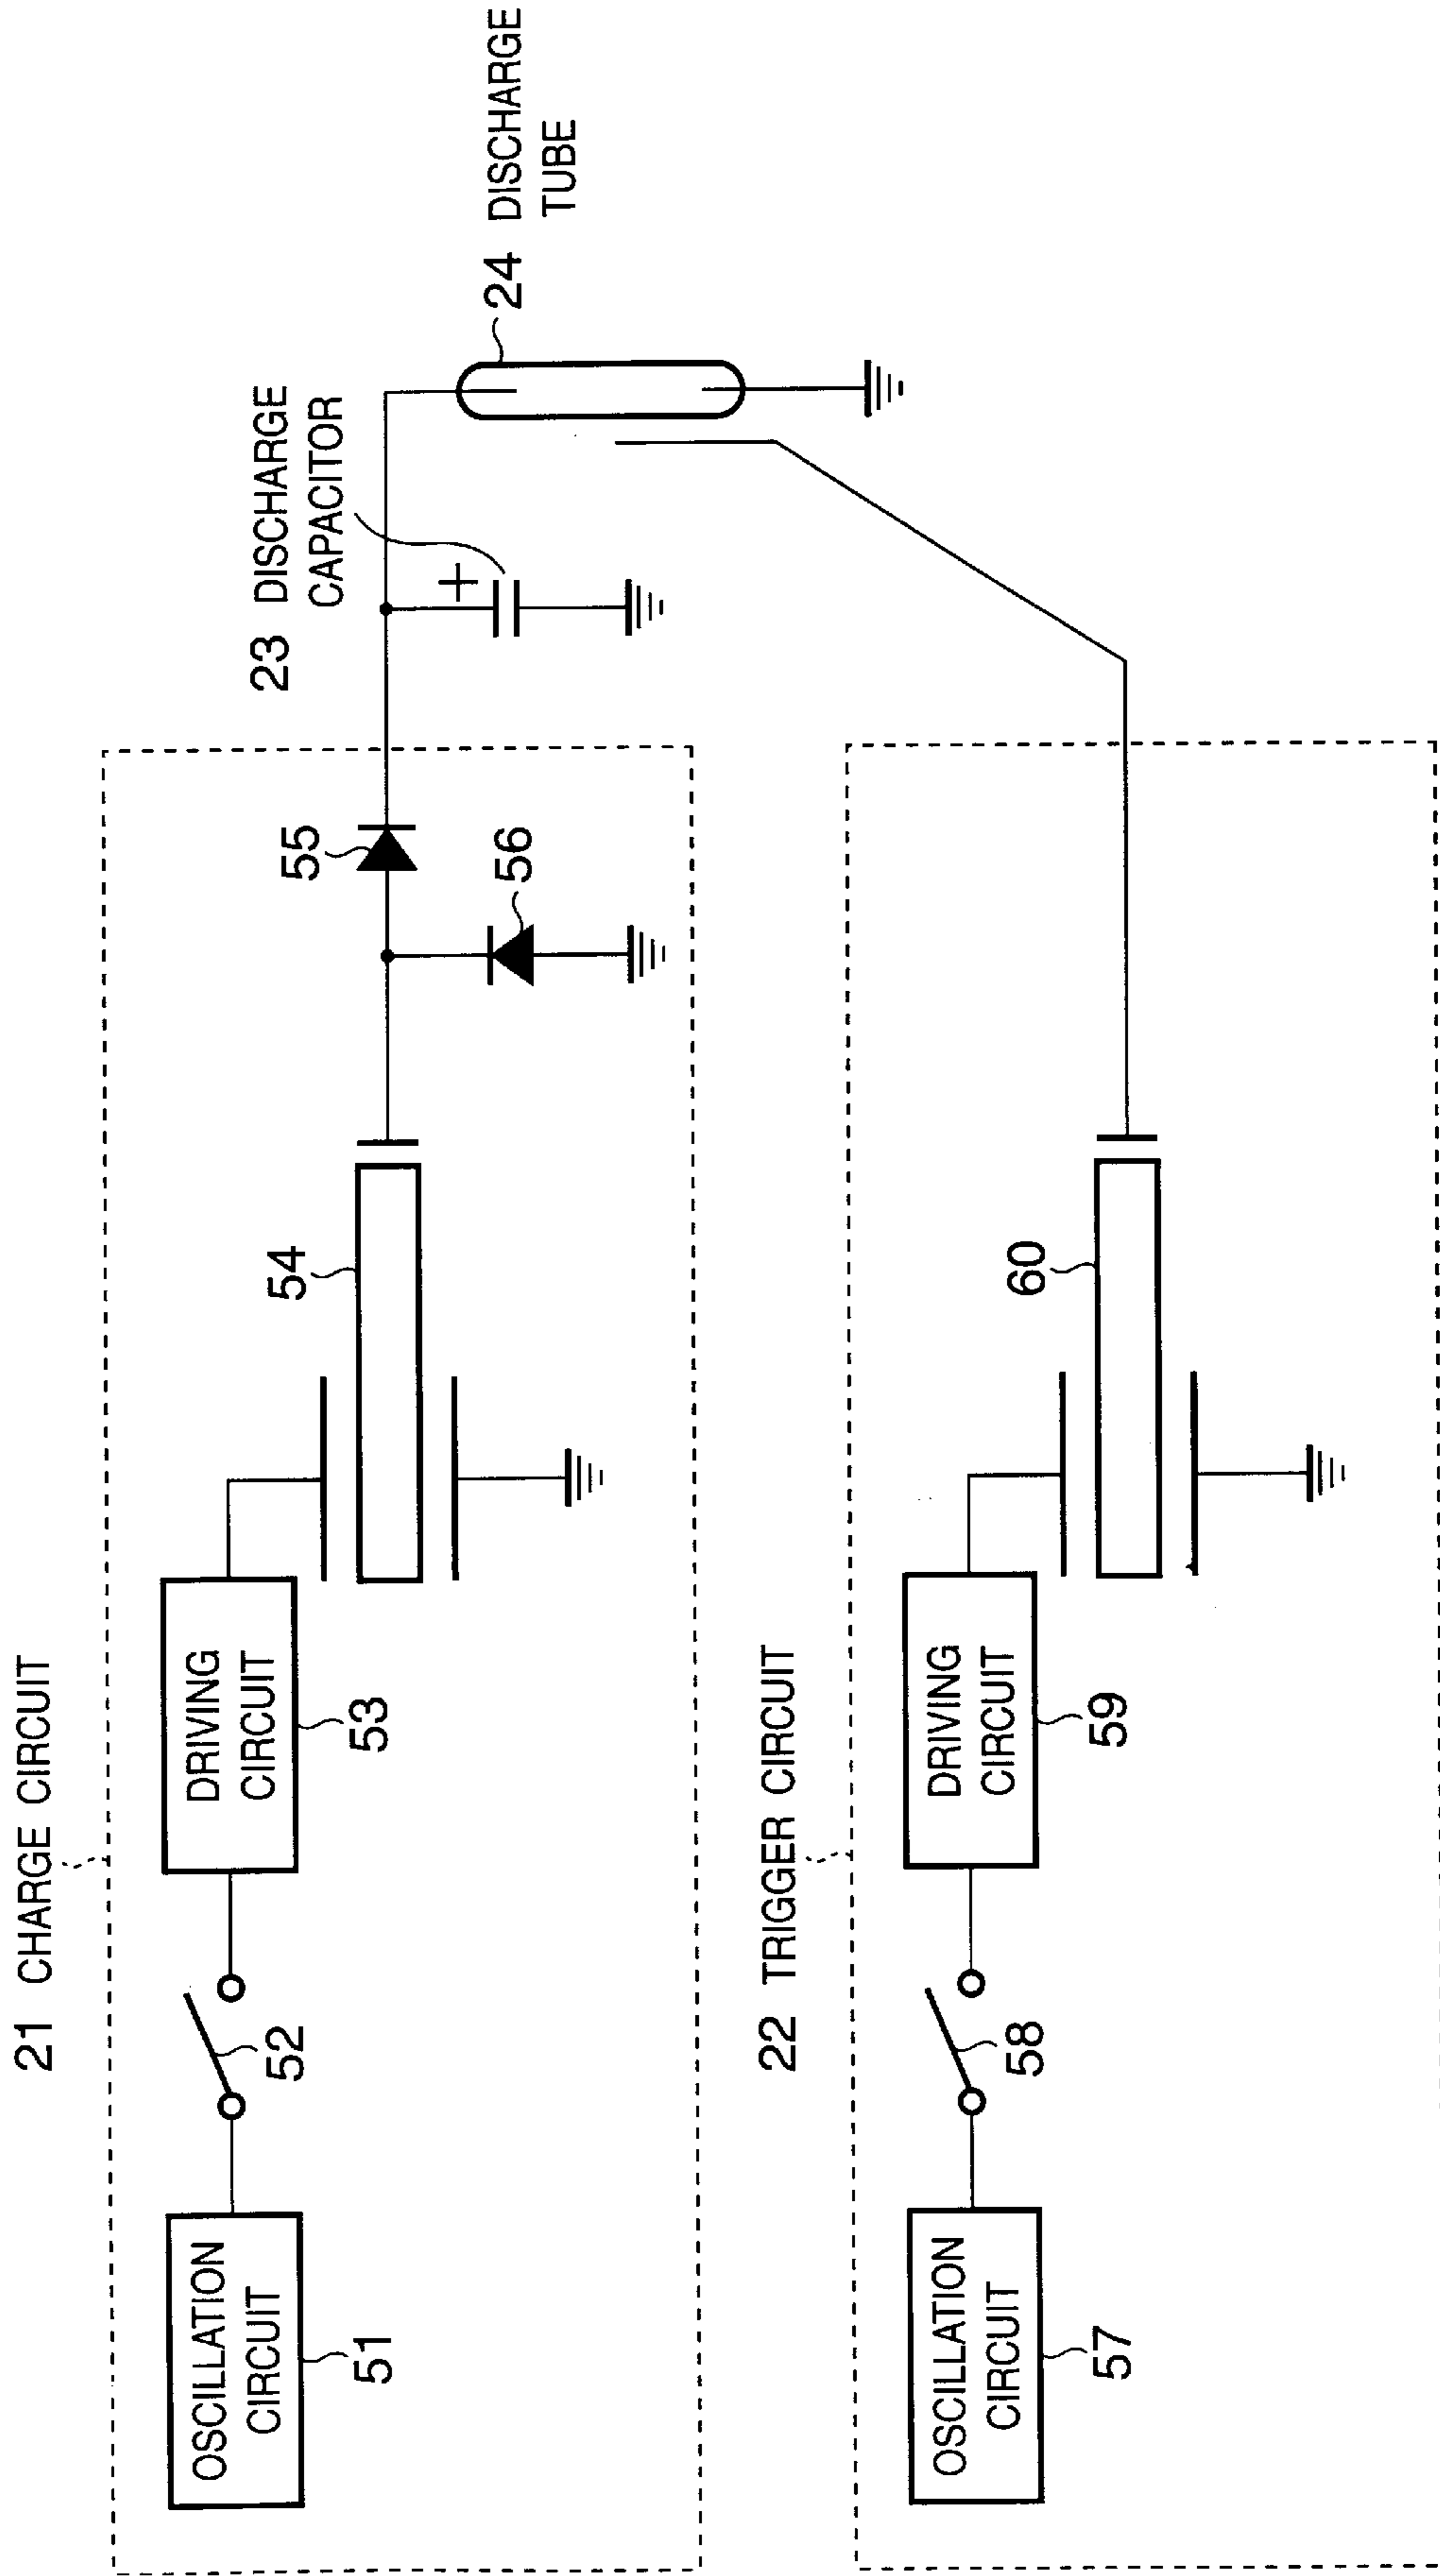 21 CHARGE CIRCUIT
OSCILLATION
CIRCUIT
51
52
DRIVING
CIRCUIT
53
54
55
56
23 DISCHARGE
CAPACITOR
+
24 DISCHARGE
TUBE
22 TRIGGER CIRCUIT
OSCILLATION
CIRCUIT
57
58
DRIVING
CIRCUIT
59
60